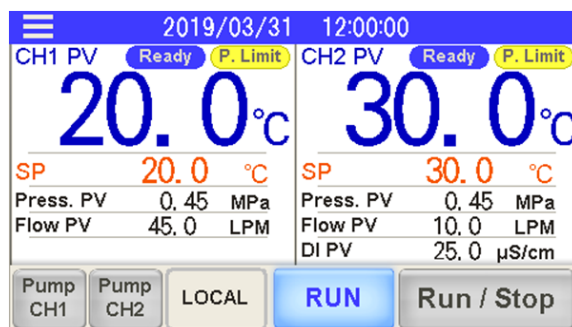 2019/03/31 12:00:00
CH1 PV Ready P. Limit
20.0℃
SP 20.0 ℃
Press. PV 0.45 MPa
Flow PV 45.0 LPM
CH2 PV Ready P. Limit
30.0℃
SP 30.0 ℃
Press. PV 0.45 MPa
Flow PV 10.0 LPM
DI PV 25.0 µS/cm
Pump
CH1
Pump
CH2
LOCAL
RUN
Run / Stop